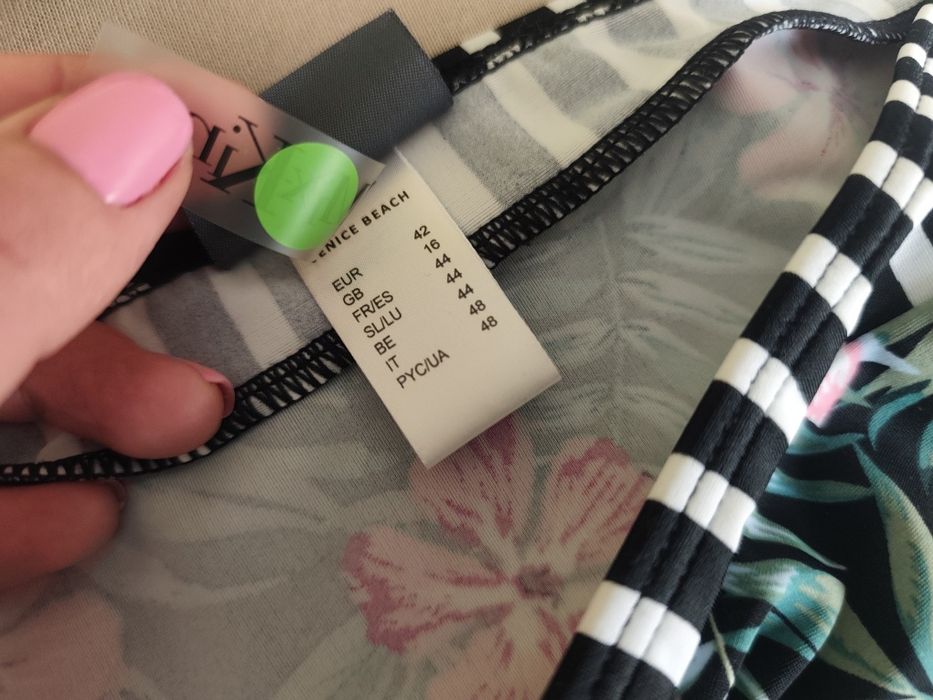 ENICE BEACH
EUR 42
GB 16
FR/ES 44
SL/LU 44
BE 44
IT 48
PYC/UA 48